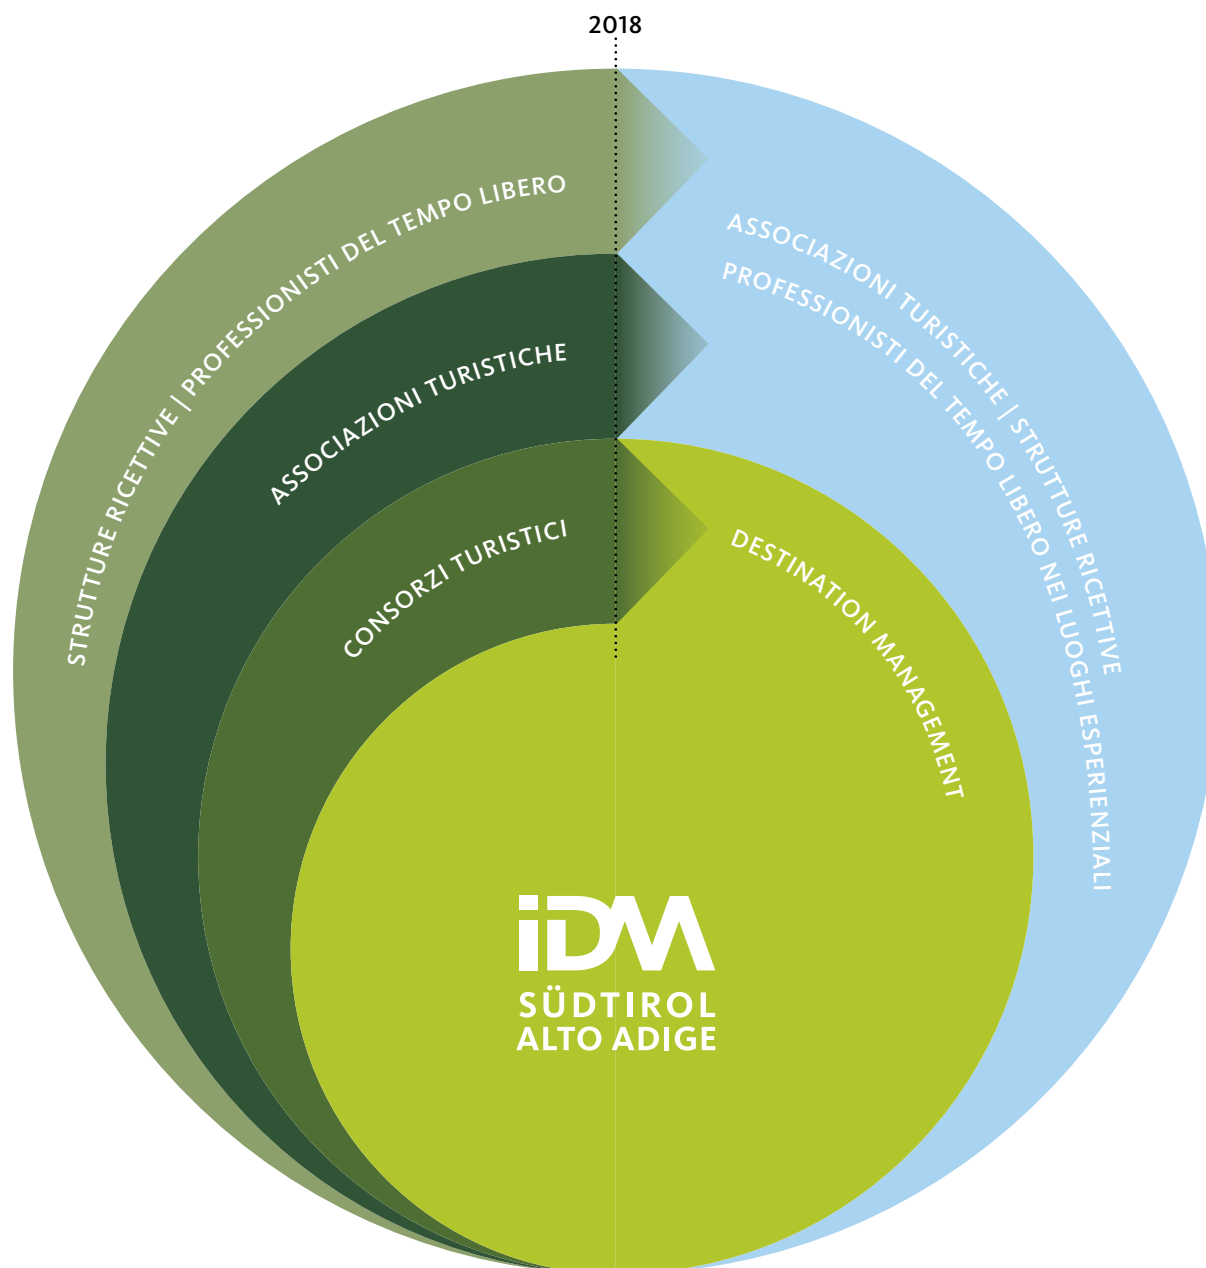 2018
STRUTTURE RICETTIVE | PROFESSIONISTI DEL TEMPO LIBERO
ASSOCIAZIONI TURISTICHE
CONSORZI TURISTICI
ASSOCIAZIONI TURISTICHE | STRUTTURE RICETTIVE
PROFESSIONISTI DEL TEMPO LIBERO NEI LUOGHI ESPERIENZIALI
DESTINATION MANAGEMENT
iDM
SÜDTIROL
ALTO ADIGE